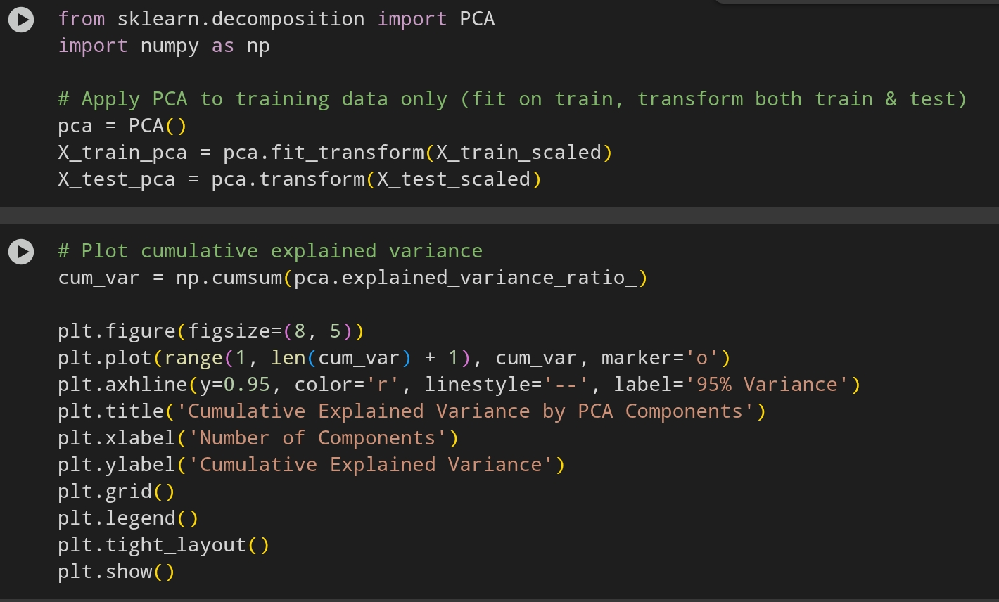 from sklearn.decomposition import PCA
import numpy as np
# Apply PCA to training data only (fit on train, transform both train & test)
pca = PCA()
X_train_pca = pca.fit_transform(X_train_scaled)
X_test_pca = pca.transform(X_test_scaled)
# Plot cumulative explained variance
cum_var = np.cumsum(pca.explained_variance_ratio_)
plt.figure(figsize=(8, 5))
plt.plot(range(1, len(cum_var) + 1), cum_var, marker='o')
plt.axhline(y=0.95, color='r', linestyle='--', label='95% Variance')
plt.title('Cumulative Explained Variance by PCA Components')
plt.xlabel('Number of Components')
plt.ylabel('Cumulative Explained Variance')
plt.grid()
plt.legend()
plt.tight_layout()
plt.show()